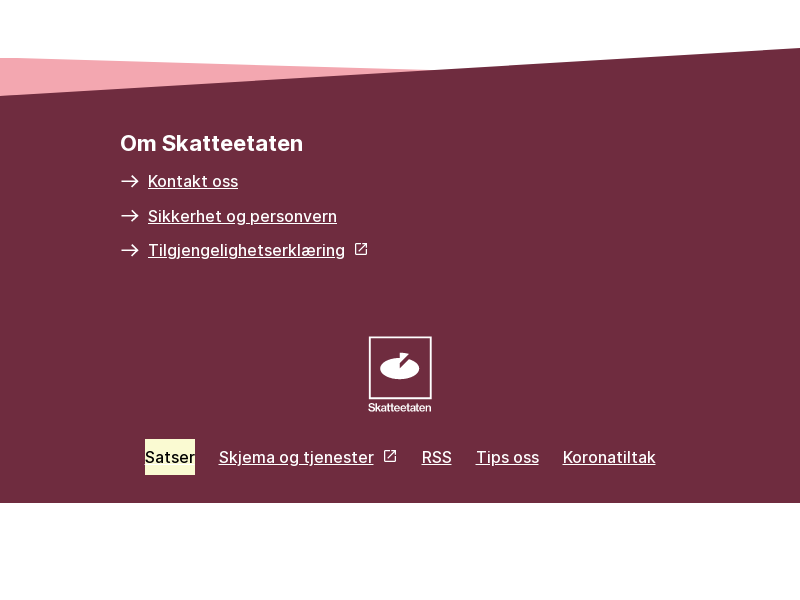 Om Skatteetaten
Kontakt oss
Sikkerhet og personvern
Tilgjengelighetserklæring
Skatteetaten
Satser Skjema og tjenester RSS Tips oss Koronatiltak